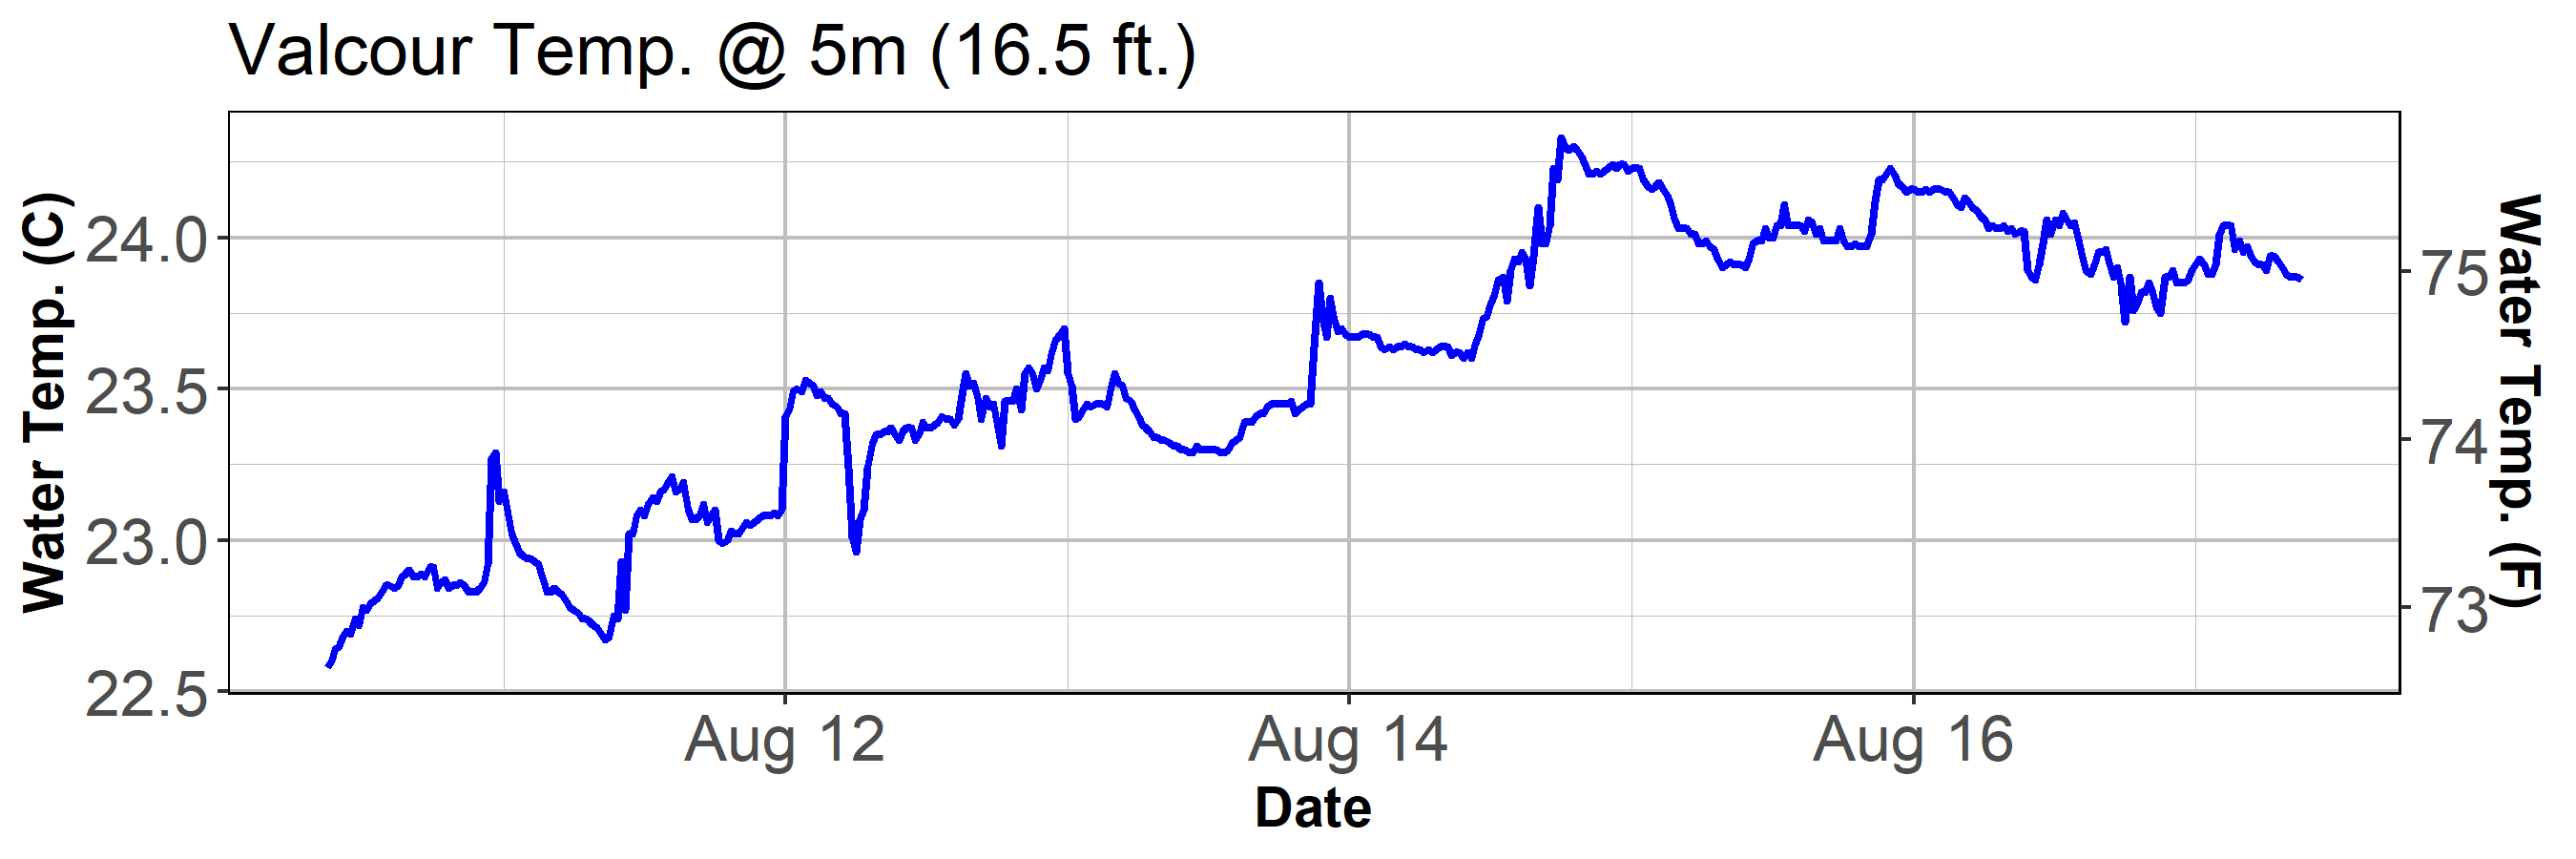 Valcour Temp. @ 5m (16.5 ft.)
Water Temp. (C)
24.0
23.5
23.0
22.5
75
74
73
Water Temp. (F)
Aug 12
Aug 14
Aug 16
Date